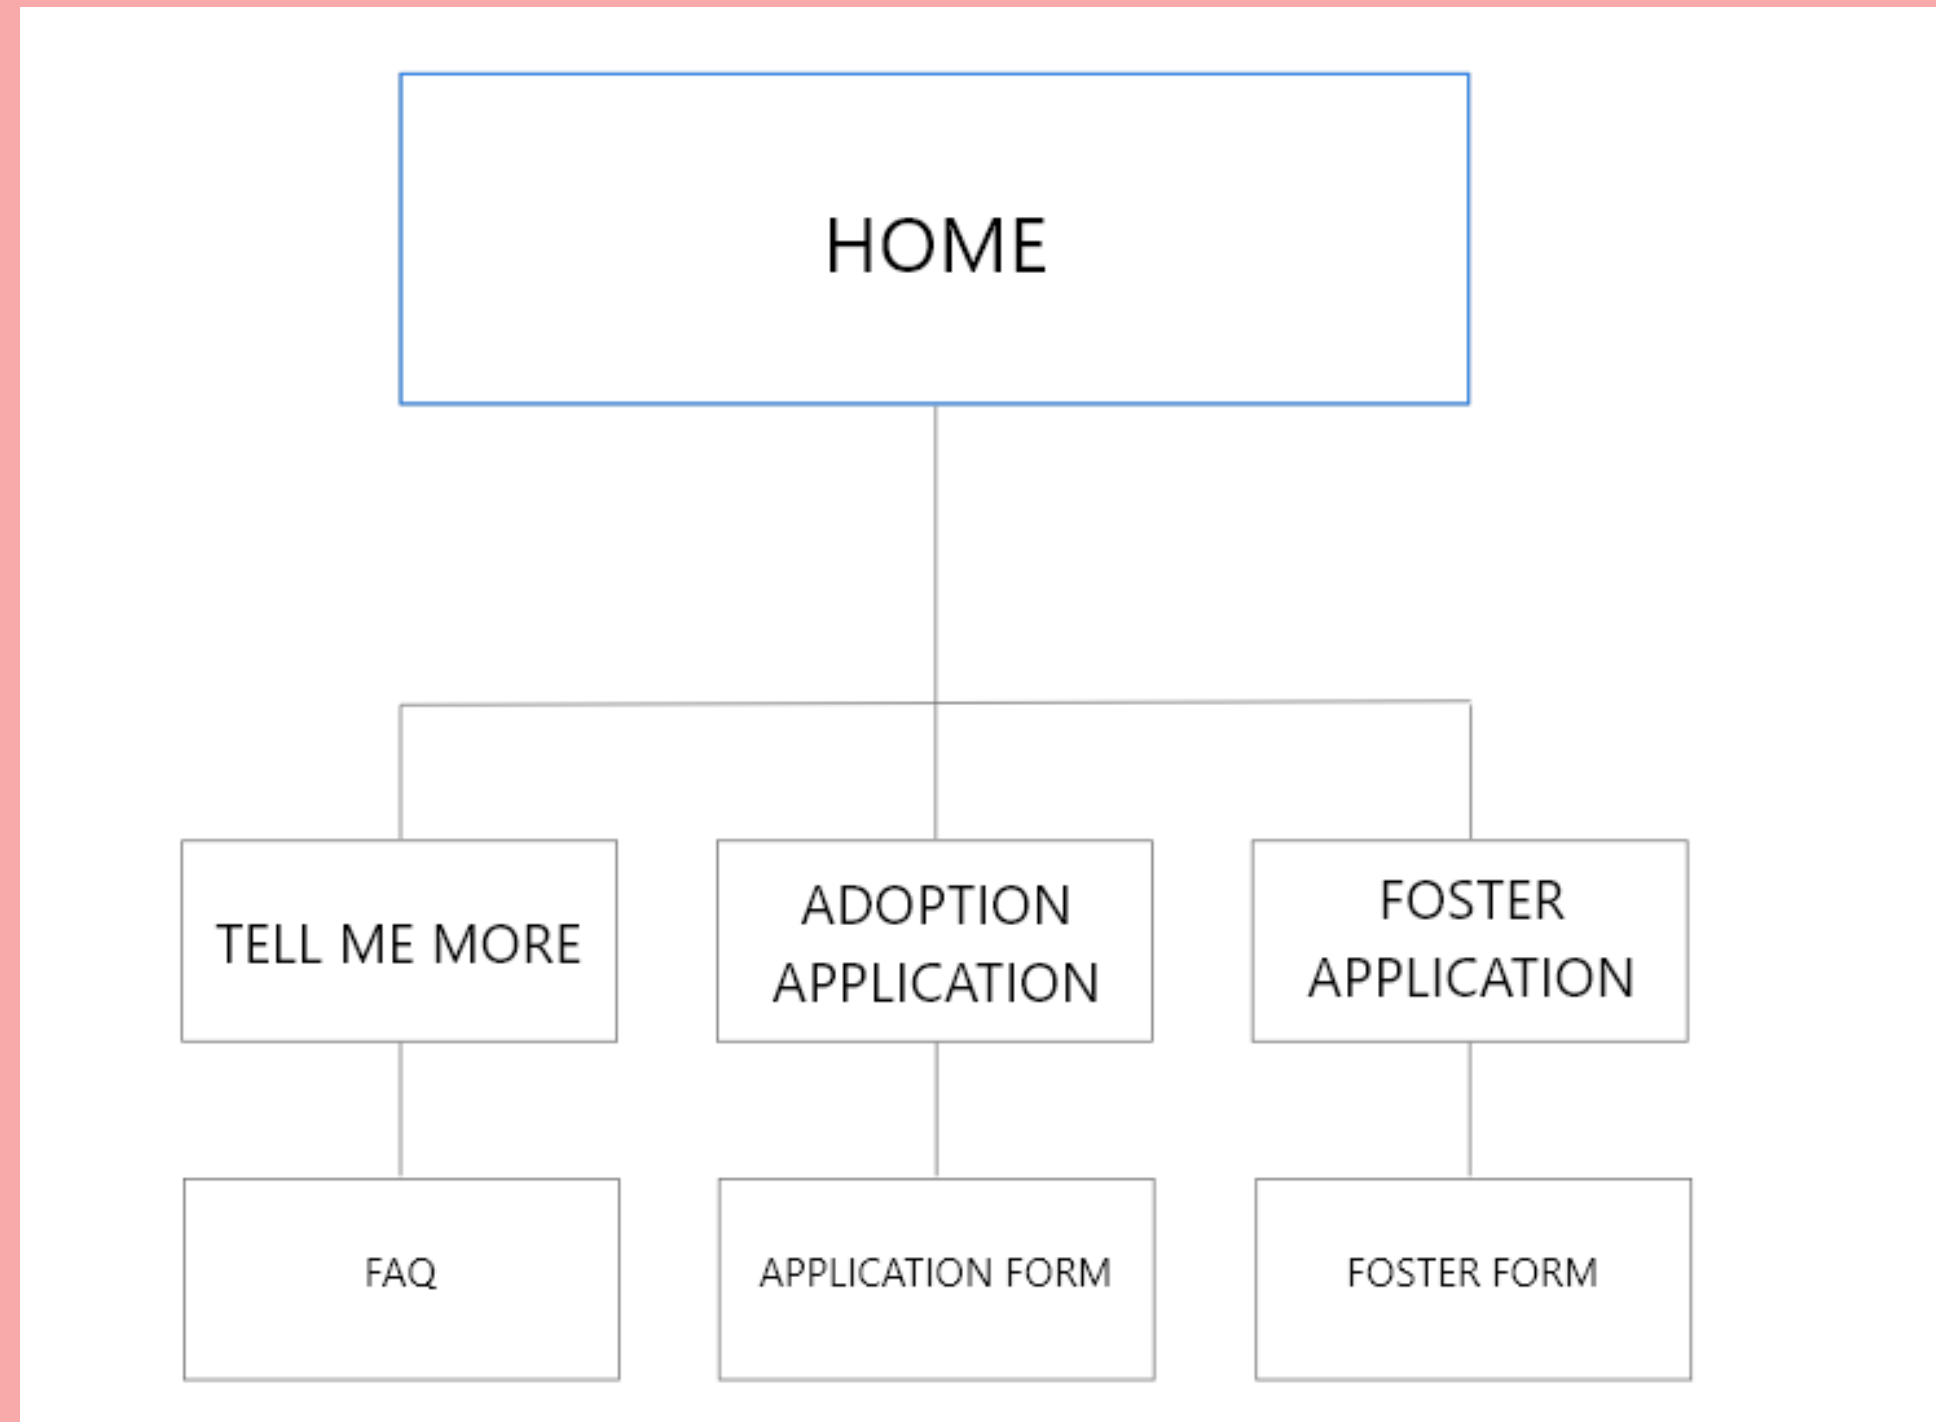 HOME
TELL ME MORE
ADOPTION
APPLICATION
FOSTER
APPLICATION
FAQ
APPLICATION FORM
FOSTER FORM